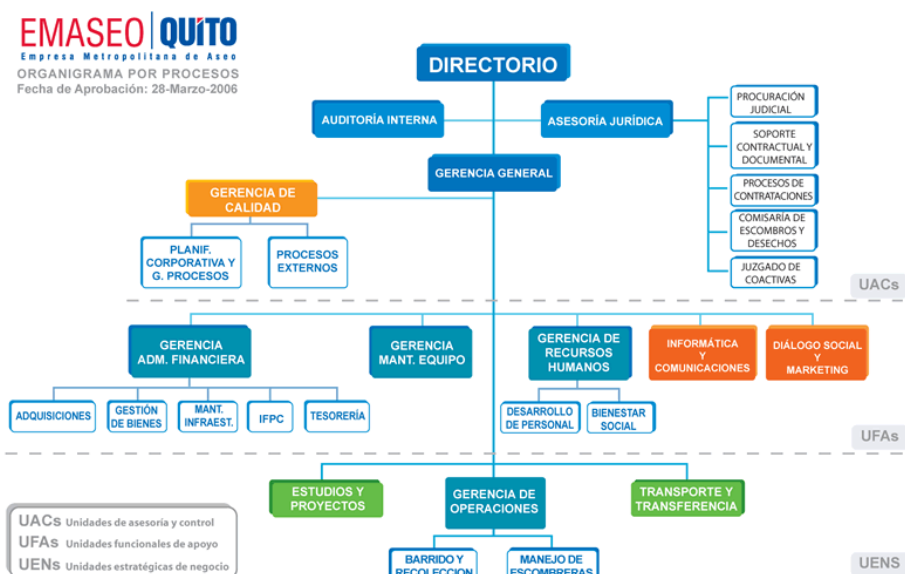 EMASEO QUITO
Empresa Metropolitana de Aseo
ORGANIGRAMA POR PROCESOS
Fecha de Aprobación: 28-Marzo-2006
DIRECTORIO
AUDITORÍA INTERNA
ASESORÍA JURÍDICA
PROCURACIÓN
JUDICIAL
SOPORTE
CONTRACTUAL Y
DOCUMENTAL
PROCESOS DE
CONTRATACIONES
COMISARÍA DE
ESCOMBROS Y
DESECHOS
JUZGADO DE
COACTIVAS
GERENCIA GENERAL
GERENCIA DE
CALIDAD
PLANIF.
CORPORATIVA Y
G. PROCESOS
PROCESOS
EXTERNOS
UACs
GERENCIA
ADM. FINANCIERA
GERENCIA
MANT. EQUIPO
GERENCIA DE
RECURSOS
HUMANOS
INFORMÁTICA
Y
COMUNICACIONES
DIÁLOGO SOCIAL
Y
MARKETING
ADQUISICIONES
GESTIÓN
DE BIENES
MANT.
INFRAEST.
IFPC
TESORERÍA
DESARROLLO
DE PERSONAL
BIENESTAR
SOCIAL
UFAs
ESTUDIOS Y
PROYECTOS
GERENCIA DE
OPERACIONES
TRANSPORTE Y
TRANSFERENCIA
BARRIDO Y
RECOLECCION
MANEJO DE
ESCOMBRERAS
UENS
UACs Unidades de asesoría y control
UFAs Unidades funcionales de apoyo
UENs Unidades estratégicas de negocio